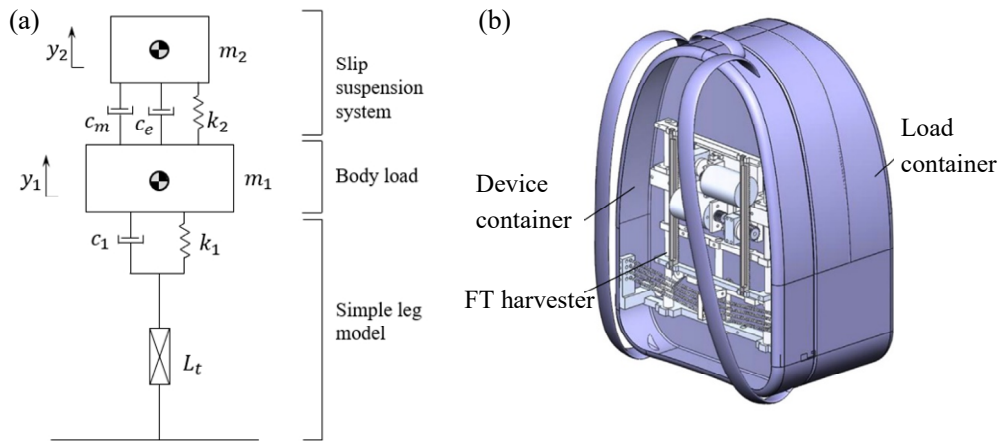 (a)
y₂
m₂
cₘ
cₑ
k₂
Slip
suspension
system
y₁
m₁
Body load
c₁
k₁
Simple leg
model
Lₜ
(b)
Load
container
Device
container
FT harvester